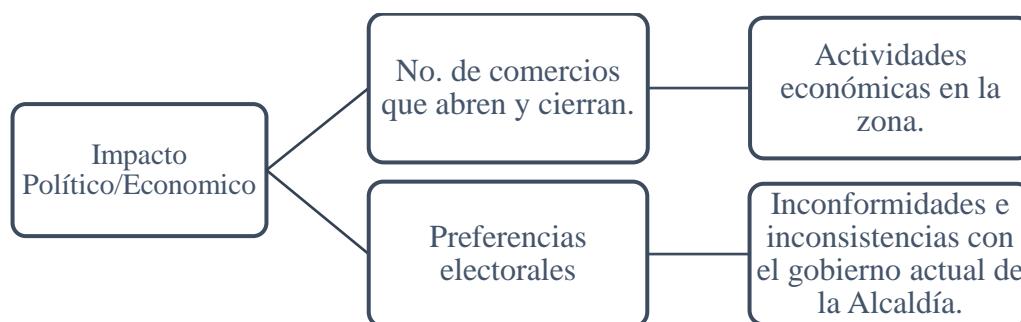 Impacto
Político/Economico
No. de comercios
que abren y cierran.
Actividades
económicas en la
zona.
Preferencias
electorales
Inconformidades e
inconsistencias con
el gobierno actual de
la Alcaldía.